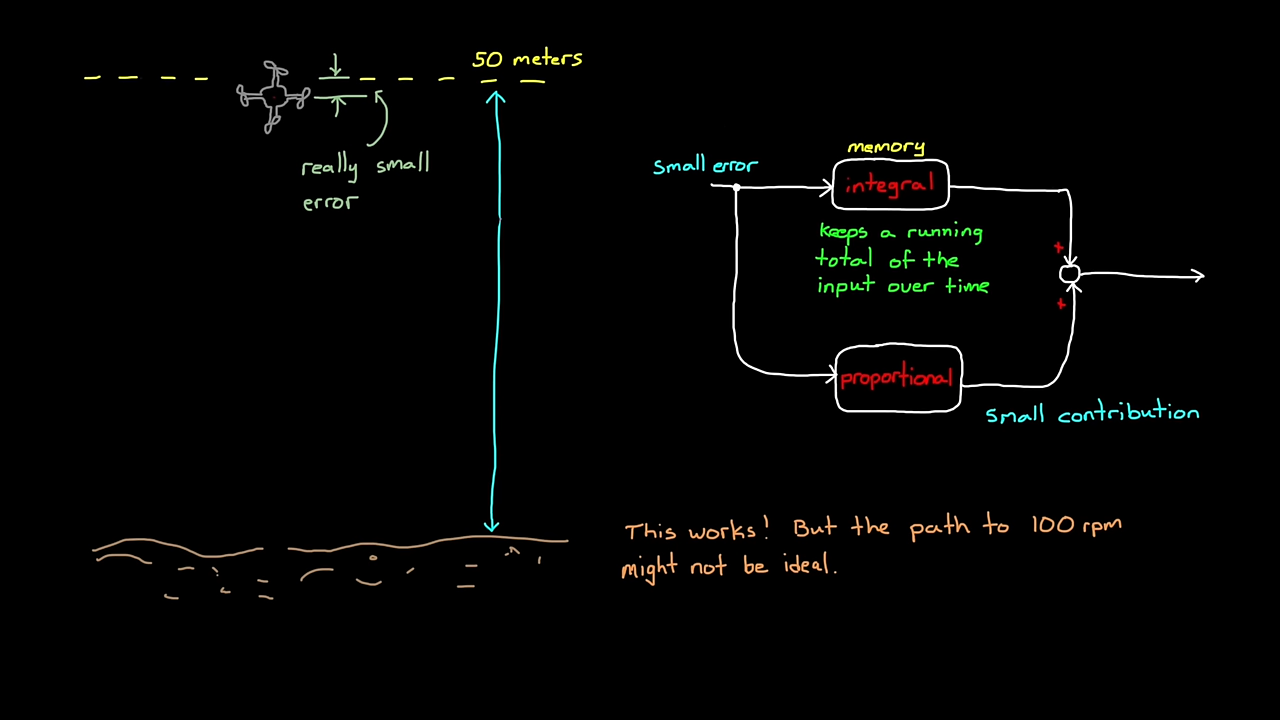 50 meters
really small
error
small error
memory
integral
keeps a running
total of the
input over time
+
+
proportional
small contribution
This works! But the path to 100 rpm
might not be ideal.